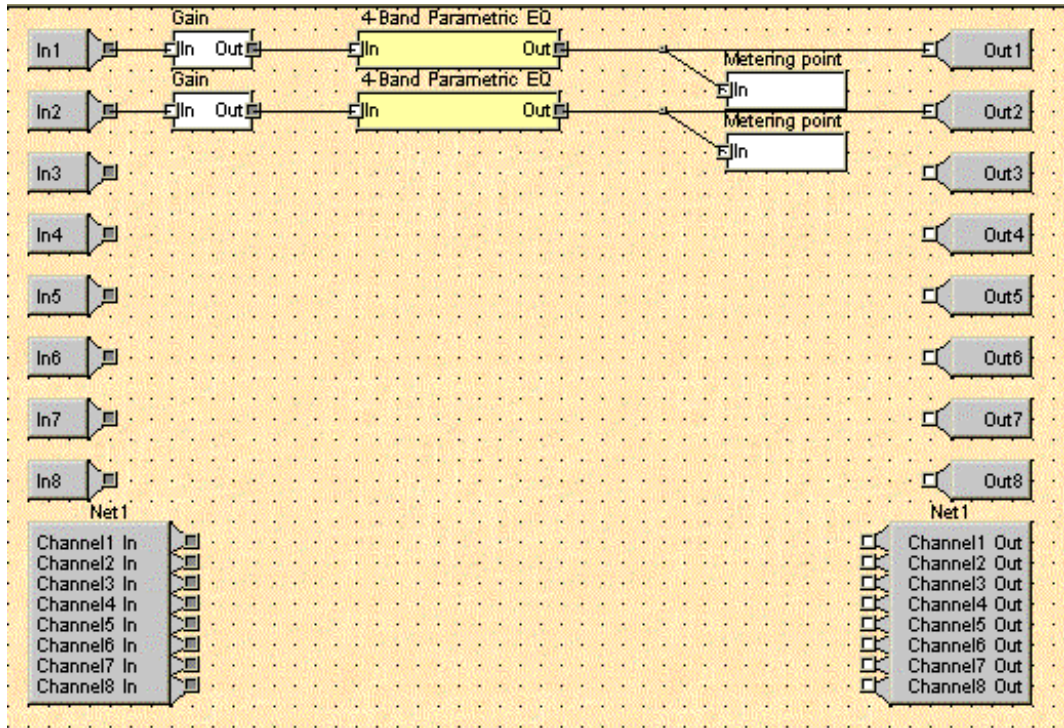 Gain 4-Band Parametric EQ
In1 In Out In Out Out1
Metering point
Gain 4-Band Parametric EQ In
In2 In Out In Out Out2
Metering point
In
In3 Out3
In4 Out4
In5 Out5
In6 Out6
In7 Out7
In8 Out8
Net1 Net1
Channel1 In Channel1 Out
Channel2 In Channel2 Out
Channel3 In Channel3 Out
Channel4 In Channel4 Out
Channel5 In Channel5 Out
Channel6 In Channel6 Out
Channel7 In Channel7 Out
Channel8 In Channel8 Out